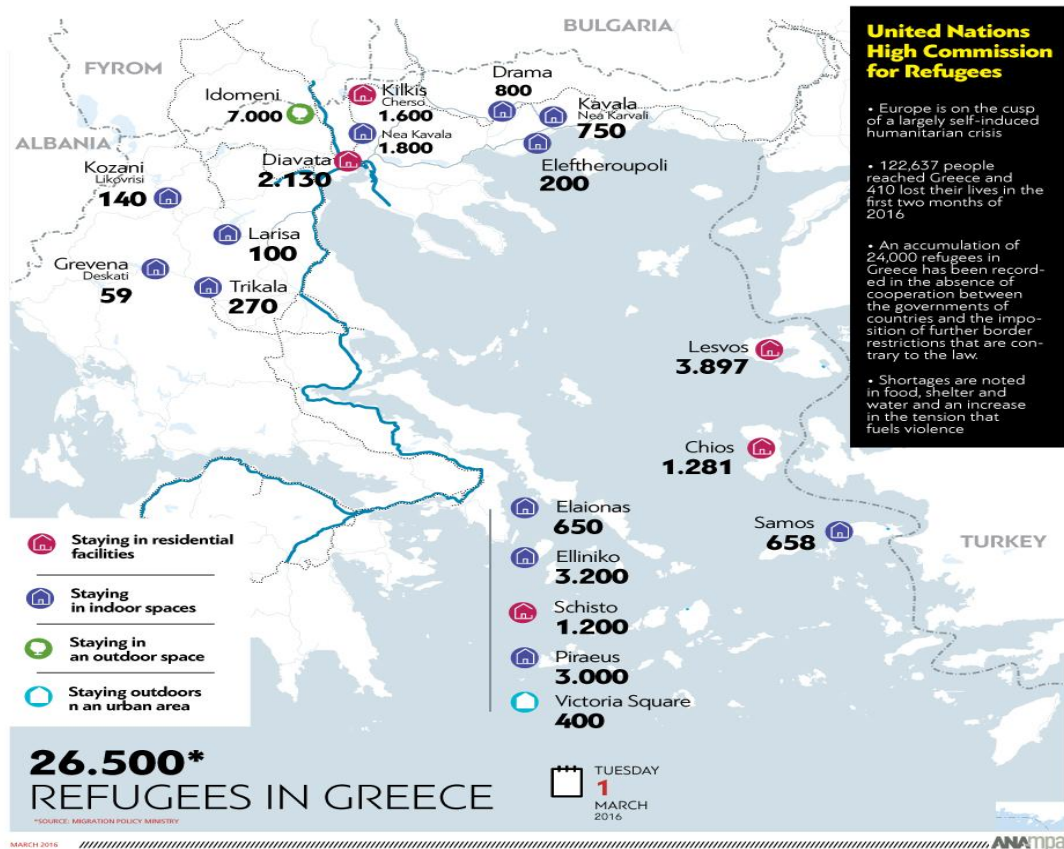 BULGARIA
FYROM
ALBANIA
TURKEY
Idomeni
7.000
Kilkis
Cherso
1.600
Nea Kavala
1.800
Drama
800
Kavala
Nea Karvali
750
Eleftheroupoli
200
Diavata
2.130
Kozani
Likovrisi
140
Larisa
100
Grevena
Deskati
59
Trikala
270
Lesvos
3.897
Chios
1.281
Samos
658
Elaionas
650
Elliniko
3.200
Schisto
1.200
Piraeus
3.000
Victoria Square
400
United Nations
High Commission
for Refugees
• Europe is on the cusp
of a largely self-induced
humanitarian crisis
• 122,637 people
reached Greece and
410 lost their lives in the
first two months of
2016
• An accumulation of
24,000 refugees in
Greece has been record-
ed in the absence of
cooperation between
the governments of
countries and the impo-
sition of further border
restrictions that are con-
trary to the law.
• Shortages are noted
in food, shelter and
water and an increase
in the tension that
fuels violence
Staying in residential
facilities
Staying
in indoor spaces
Staying in
an outdoor space
Staying outdoors
n an urban area
26.500*
REFUGEES IN GREECE
*SOURCE: MIGRATION POLICY MINISTRY
TUESDAY
1
MARCH
2016
MARCH 2016
ANAmpa